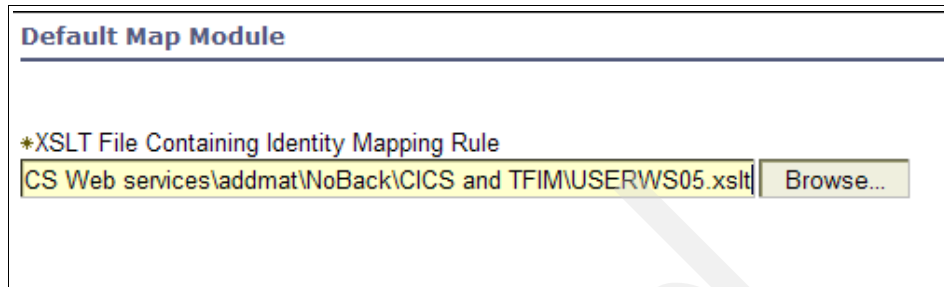 Default Map Module
*XSLT File Containing Identity Mapping Rule
CS Web services\addmat\NoBack\CICS and TFIM\USERWS05.xslt Browse...